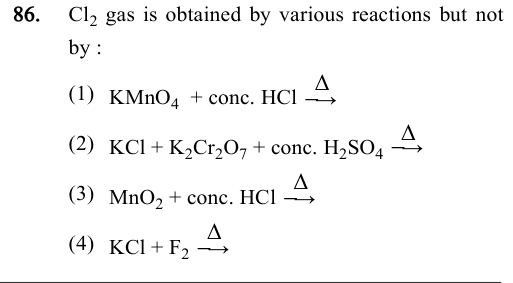 86. Cl₂ gas is obtained by various reactions but not
by :
(1) KMnO₄ + conc. HCl —Δ→
(2) KCl + K₂Cr₂O₇ + conc. H₂SO₄ —Δ→
(3) MnO₂ + conc. HCl —Δ→
(4) KCl + F₂ —Δ→